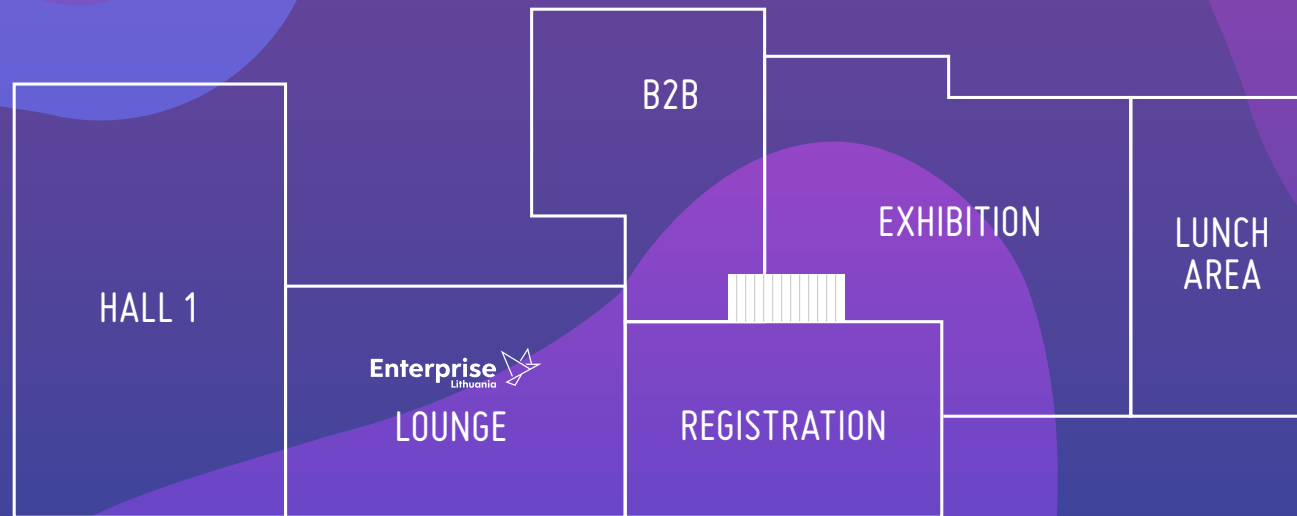 B2B
EXHIBITION
LUNCH
AREA
HALL 1
Enterprise
Lithuania
LOUNGE
REGISTRATION